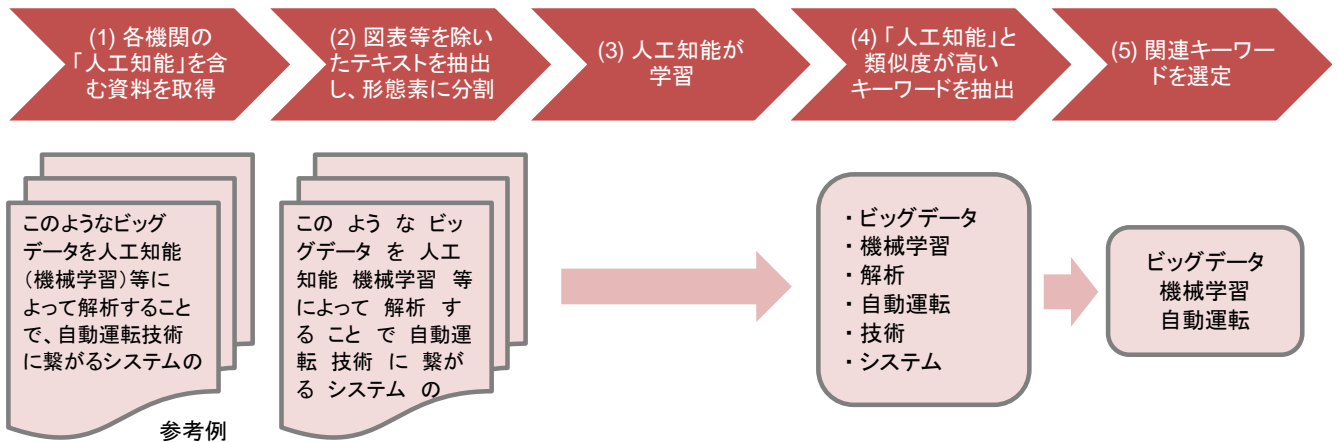 (1) 各機関の
「人工知能」を含
む資料を取得
(2) 図表等を除い
たテキストを抽出
し、形態素に分割
(3) 人工知能が
学習
(4) 「人工知能」と
類似度が高い
キーワードを抽出
(5) 関連キーワー
ドを選定
このようなビッグ
データを人工知能
(機械学習)等に
よって解析すること
で、自動運転技術
に繋がるシステムの
参考例
この よう な ビッ
グデータ を 人工
知能 機械学習 等
によって 解析 す
る こと で 自動運
転 技術 に 繋が
る システム の
・ビッグデータ
・機械学習
・解析
・自動運転
・技術
・システム
ビッグデータ
機械学習
自動運転